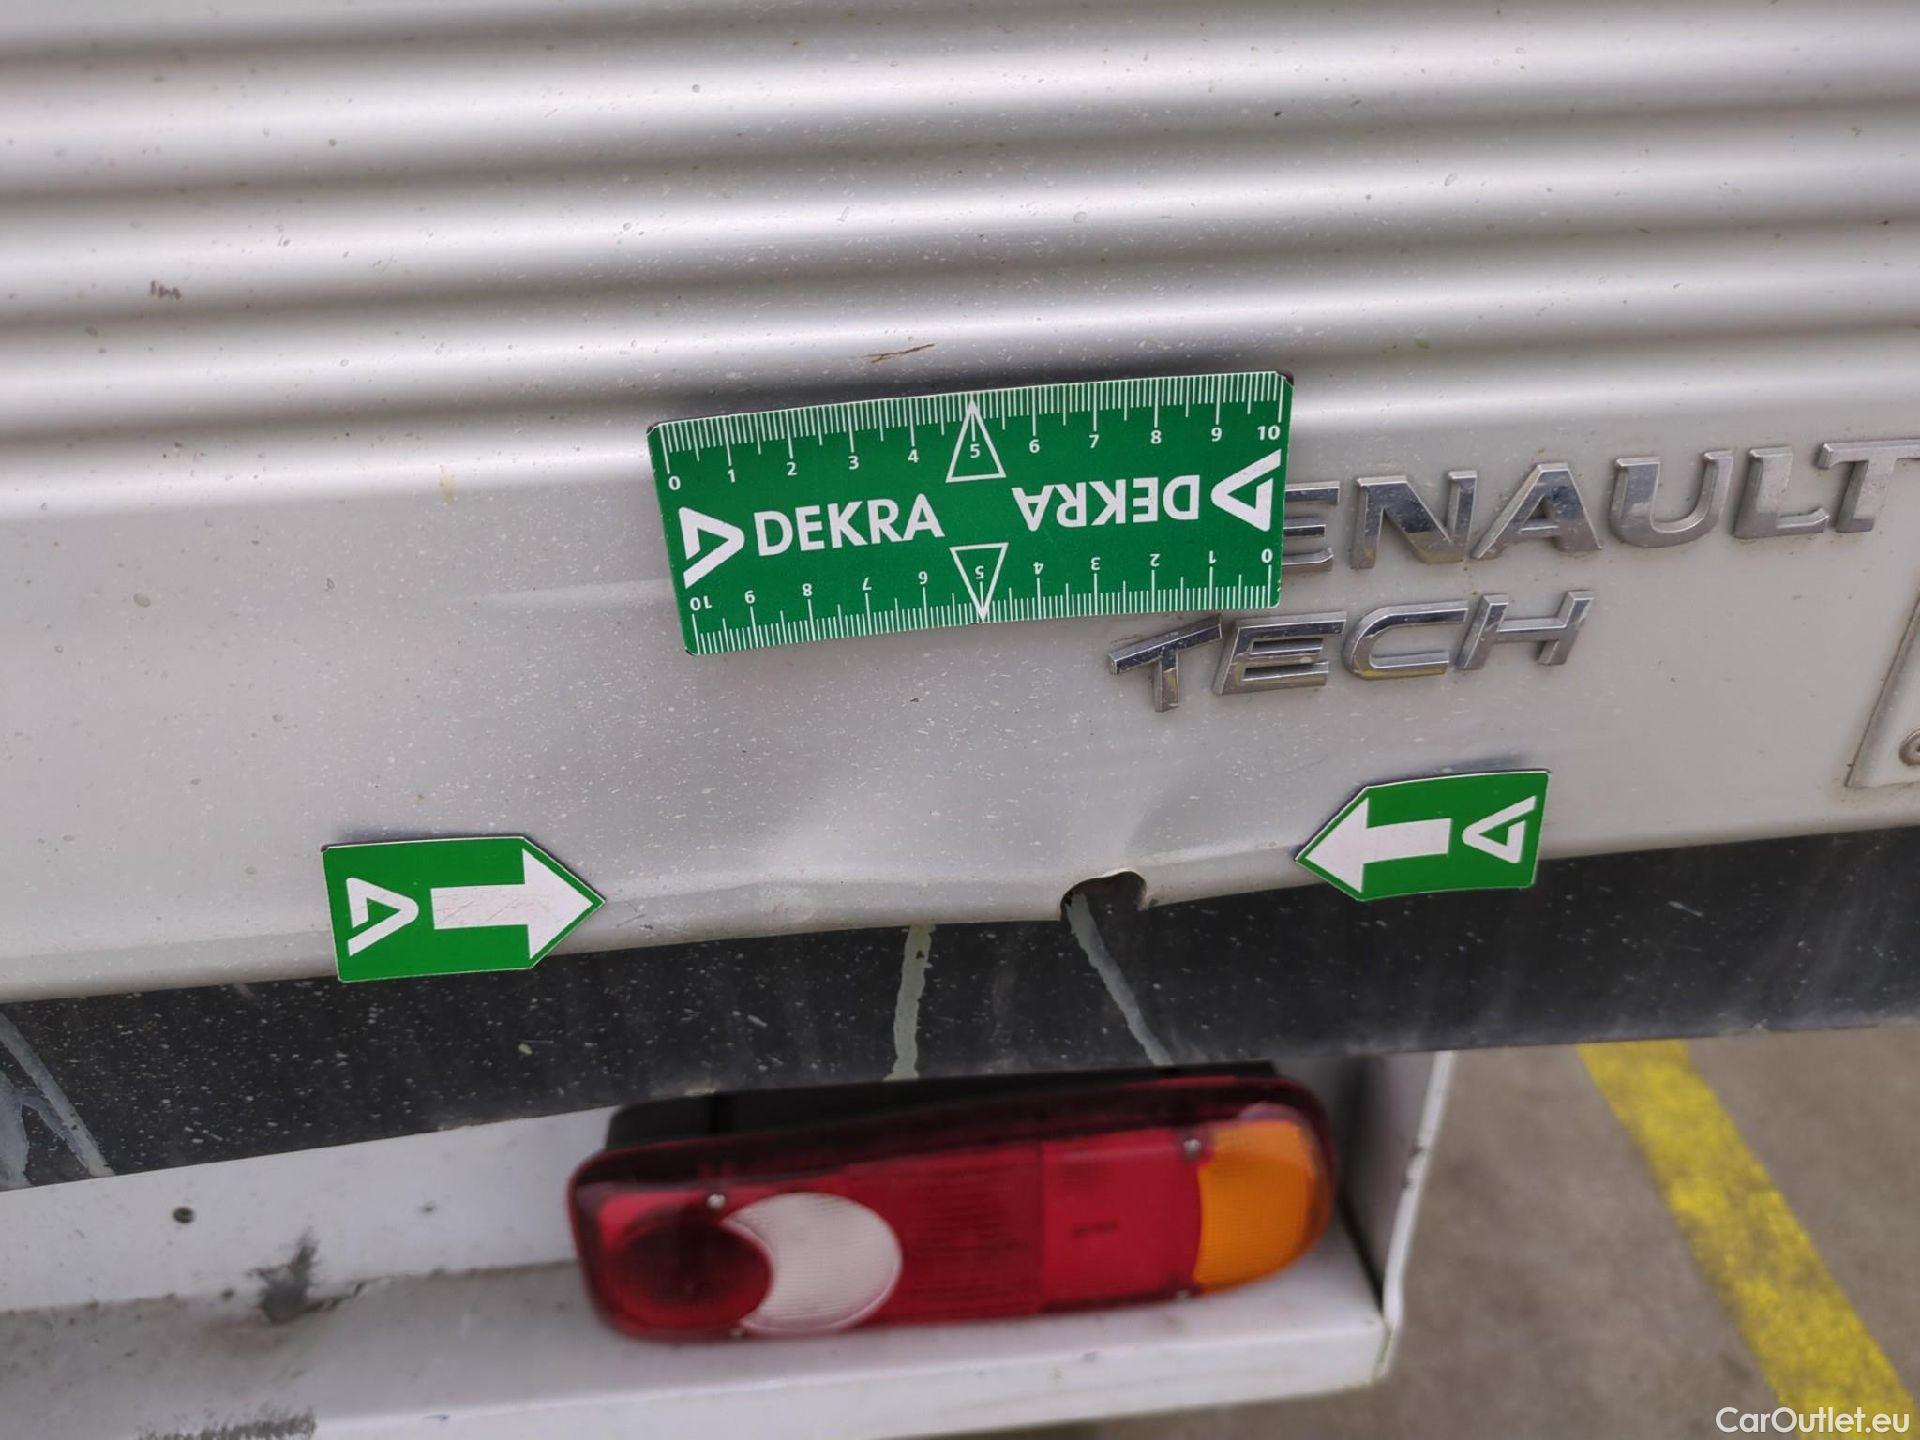 0 1 2 3 4 5 6 7 8 9 10
DEKRA
DEKRA
10 9 8 7 6 5 4 3 2 1 0
ENAULT
TECH
CarOutlet.eu